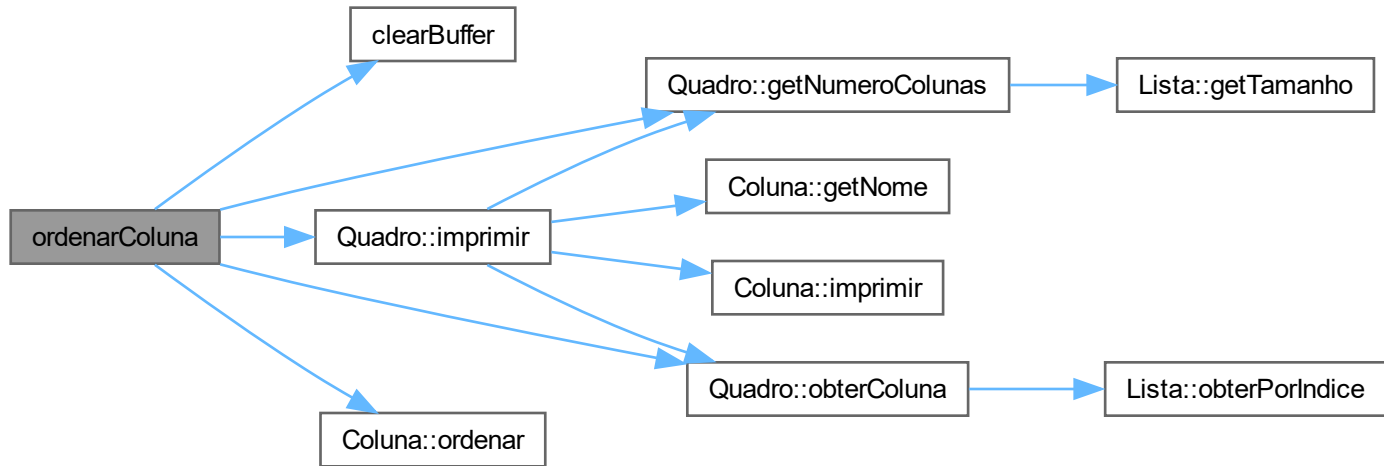 ordenarColuna
clearBuffer
Quadro::getNumeroColunas
Lista::getTamanho
Quadro::imprimir
Coluna::getNome
Coluna::imprimir
Quadro::obterColuna
Lista::obterPorIndice
Coluna::ordenar